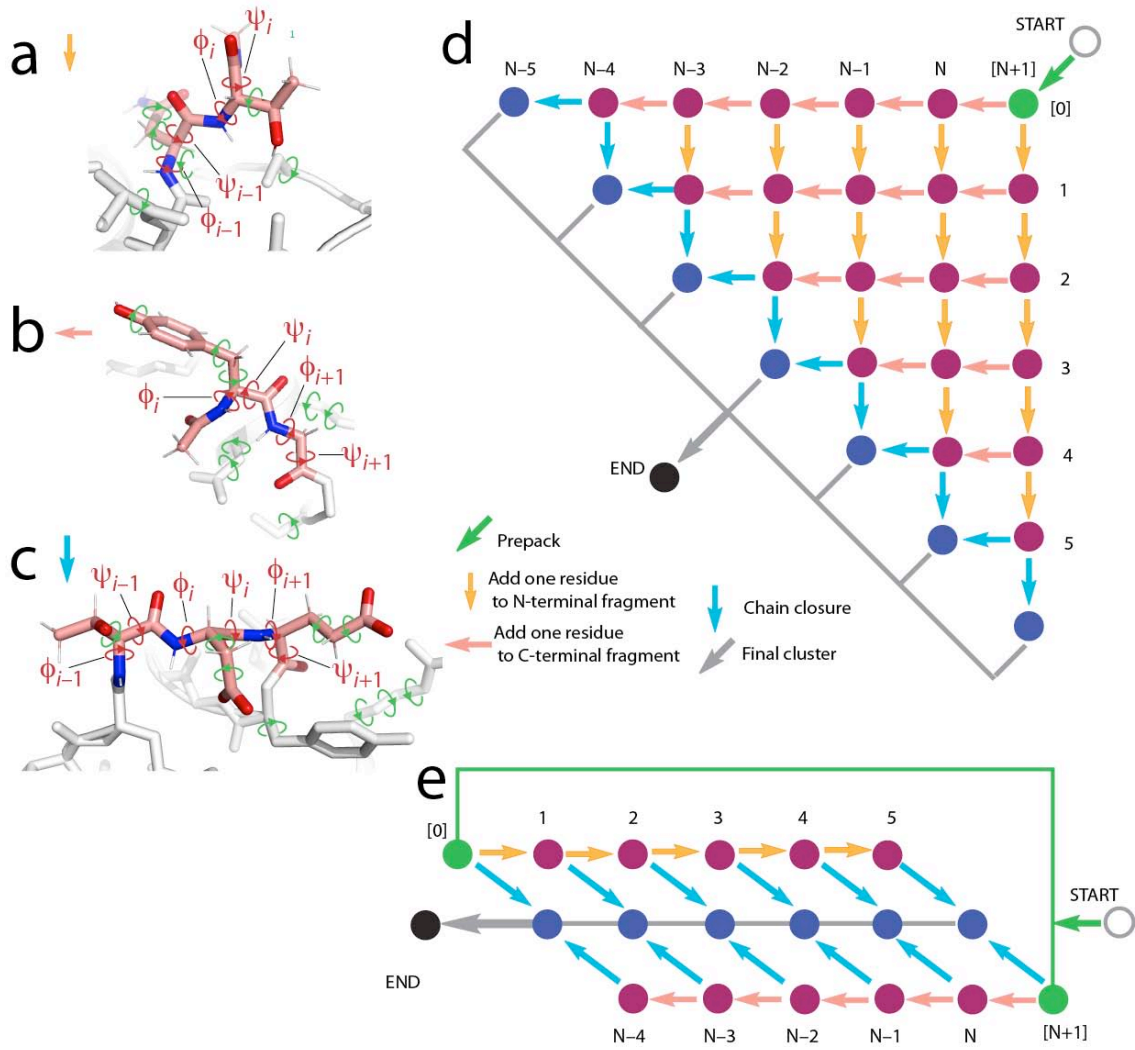 a
ϕi
ψi
1
ψi−1
ϕi−1
b
ψi
ϕi+1
ϕi
ψi+1
c
ψi−1
ϕi
ψi
ϕi+1
ϕi−1
ψi+1
d
START
N−5
N−4
N−3
N−2
N−1
N
[N+1]
[0]
1
2
3
4
5
END
Prepack
Add one residue
to N-terminal fragment
Add one residue
to C-terminal fragment
Chain closure
Final cluster
e
[0]
1
2
3
4
5
START
END
N−4
N−3
N−2
N−1
N
[N+1]